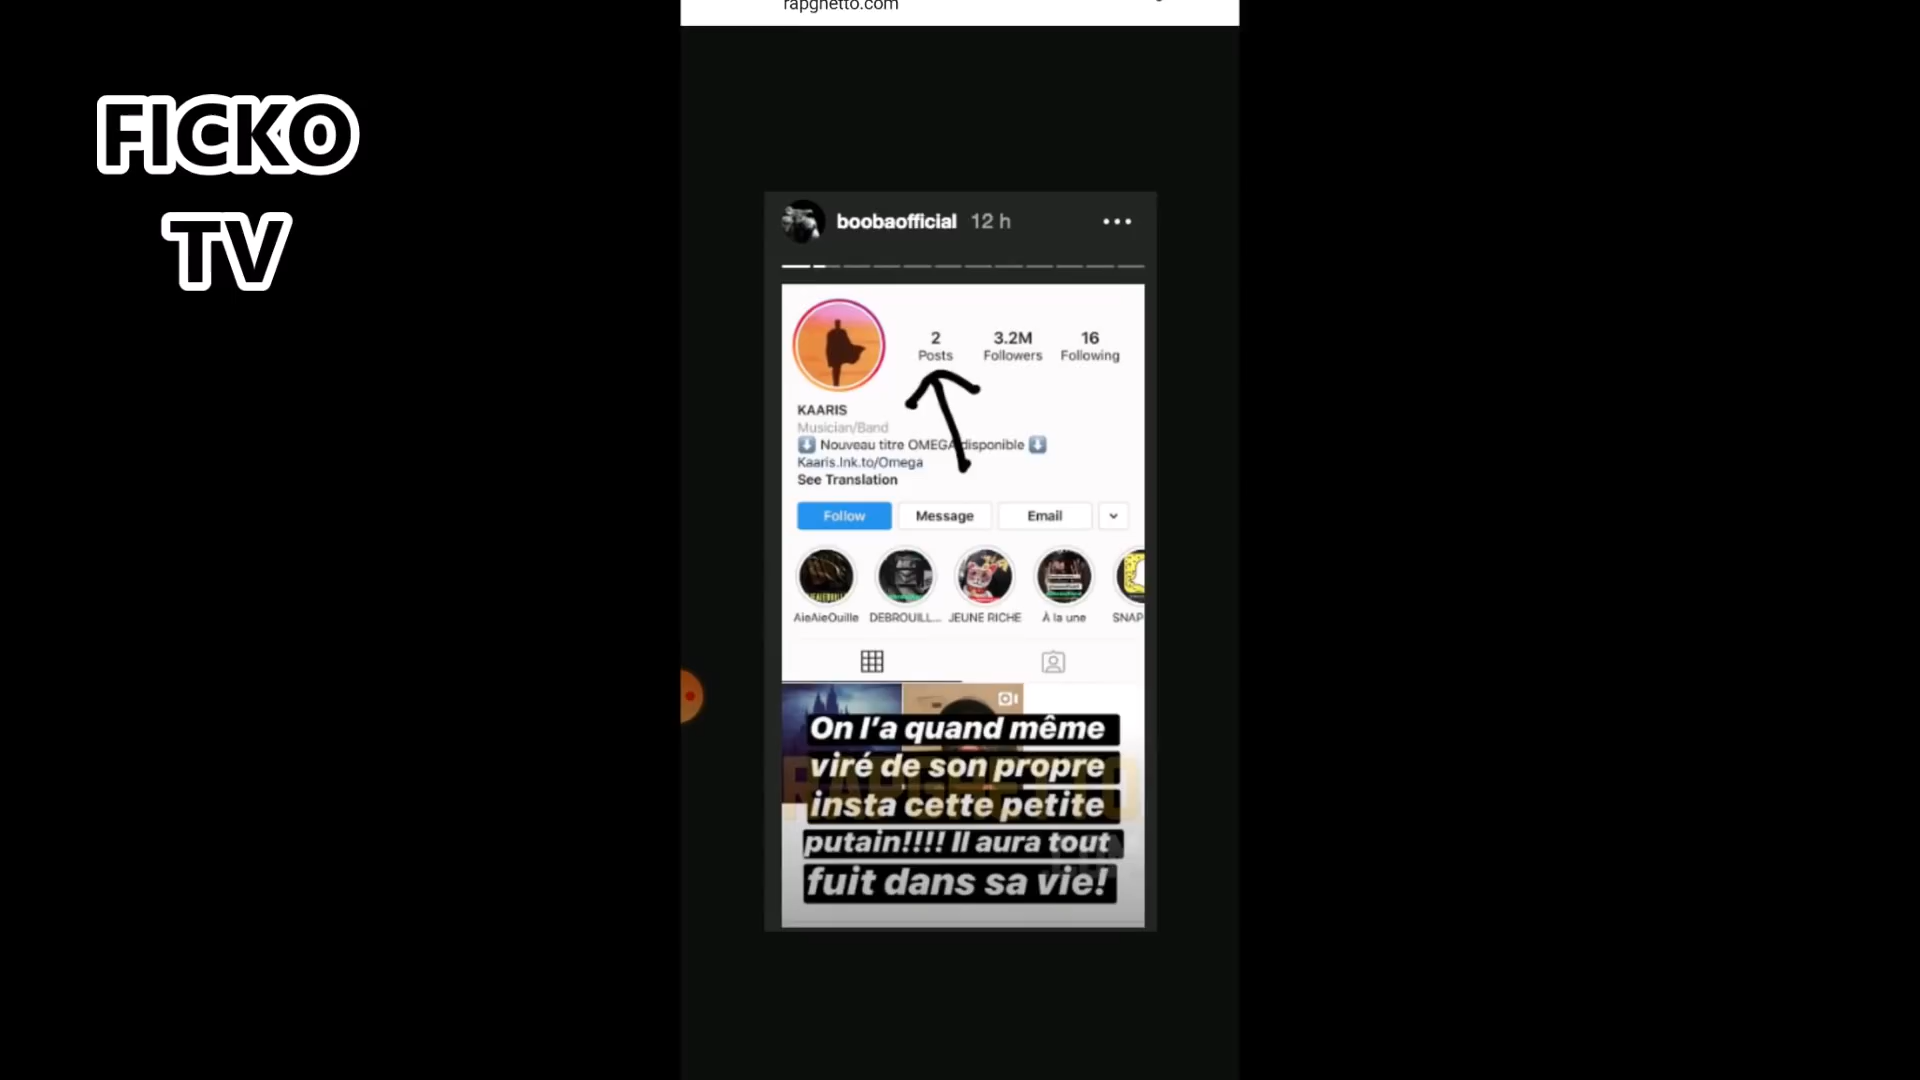 rapghetto.com
FICKO
TV
boobaofficial 12 h
2 3.2M 16
Posts Followers Following
KAARIS
Musician/Band
⬇️ Nouveau titre OMEGA disponible ⬇️
Kaaris.lnk.to/Omega
See Translation
Follow Message Email
AieAieOuille DEBROUILL... JEUNE RICHE À la une SNAP
On l'a quand même
viré de son propre
insta cette petite
putain!!!! Il aura tout
fuit dans sa vie!
RAPGHETTO